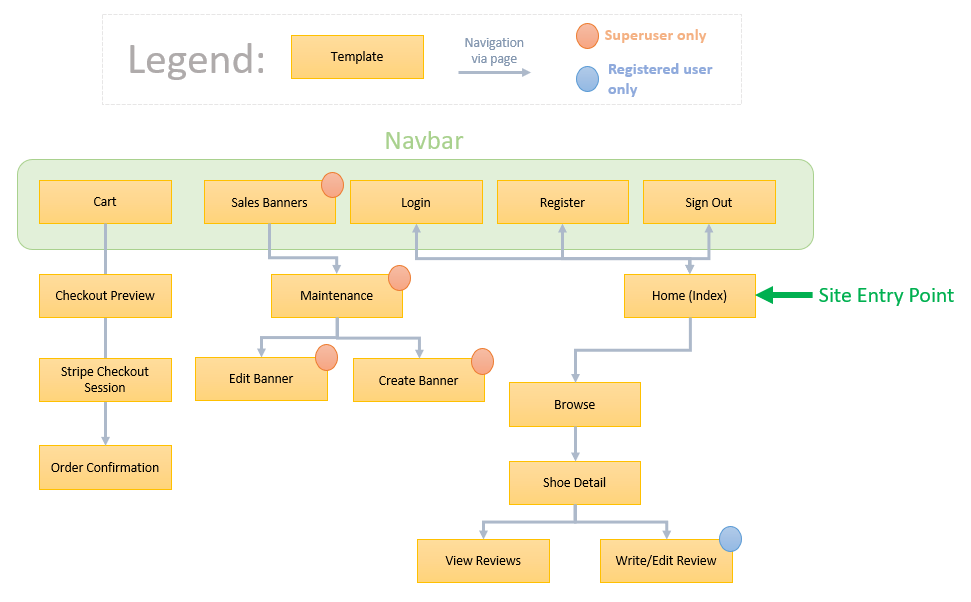 Legend:
Template
Navigation
via page
Superuser only
Registered user
only
Navbar
Cart
Sales Banners
Login
Register
Sign Out
Checkout Preview
Maintenance
Home (Index)
Site Entry Point
Stripe Checkout
Session
Edit Banner
Create Banner
Browse
Order Confirmation
Shoe Detail
View Reviews
Write/Edit Review